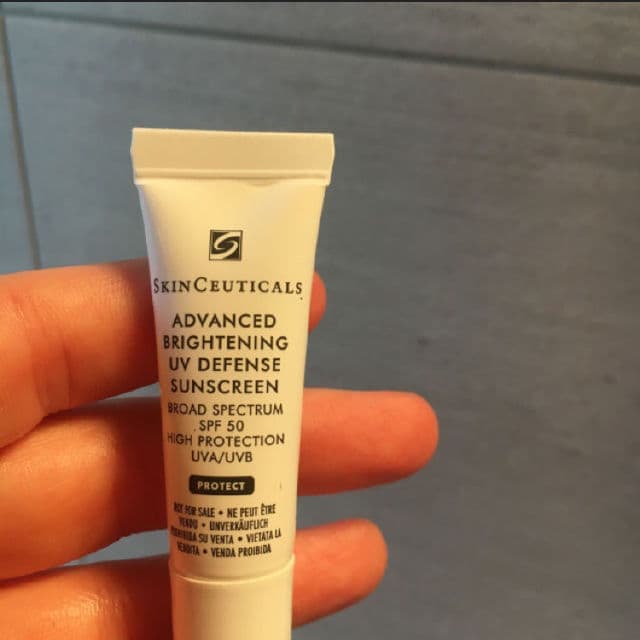 SKINCEUTICALS
ADVANCED
BRIGHTENING
UV DEFENSE
SUNSCREEN
BROAD SPECTRUM
SPF 50
HIGH PROTECTION
UVA/UVB
PROTECT
NOT FOR SALE • NE PEUT ÊTRE
VENDU • UNVERKÄUFLICH
PROHIBIDA SU VENTA • VIETATA LA
VENDITA • VENDA PROIBIDA